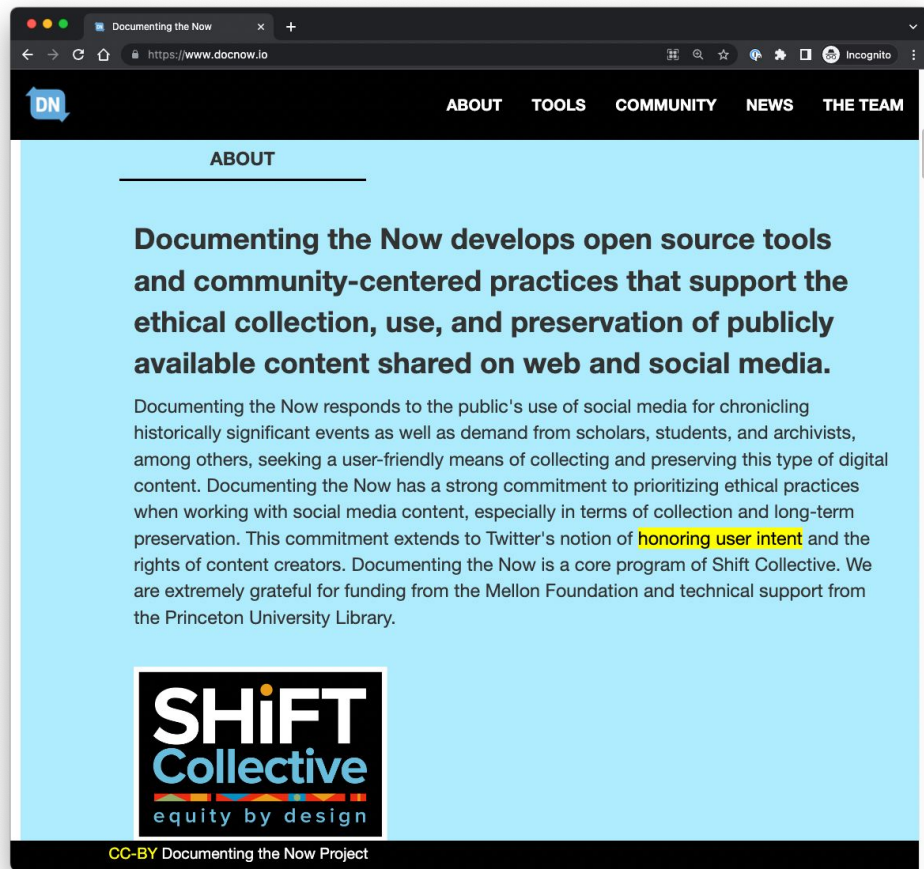 Documenting the Now
https://www.docnow.io
Incognito
DN
ABOUT TOOLS COMMUNITY NEWS THE TEAM
ABOUT
Documenting the Now develops open source tools
and community-centered practices that support the
ethical collection, use, and preservation of publicly
available content shared on web and social media.
Documenting the Now responds to the public's use of social media for chronicling
historically significant events as well as demand from scholars, students, and archivists,
among others, seeking a user-friendly means of collecting and preserving this type of digital
content. Documenting the Now has a strong commitment to prioritizing ethical practices
when working with social media content, especially in terms of collection and long-term
preservation. This commitment extends to Twitter's notion of honoring user intent and the
rights of content creators. Documenting the Now is a core program of Shift Collective. We
are extremely grateful for funding from the Mellon Foundation and technical support from
the Princeton University Library.
SHiFT
Collective
equity by design
CC-BY Documenting the Now Project